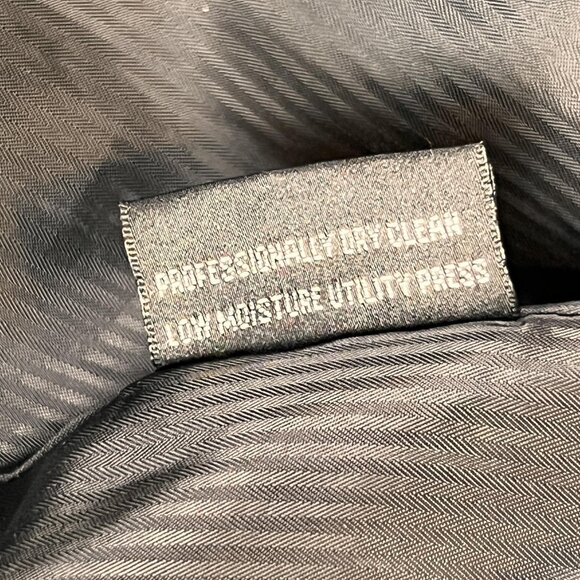 PROFESSIONALLY DRY CLEAN
LOW MOISTURE UTILITY PRESS